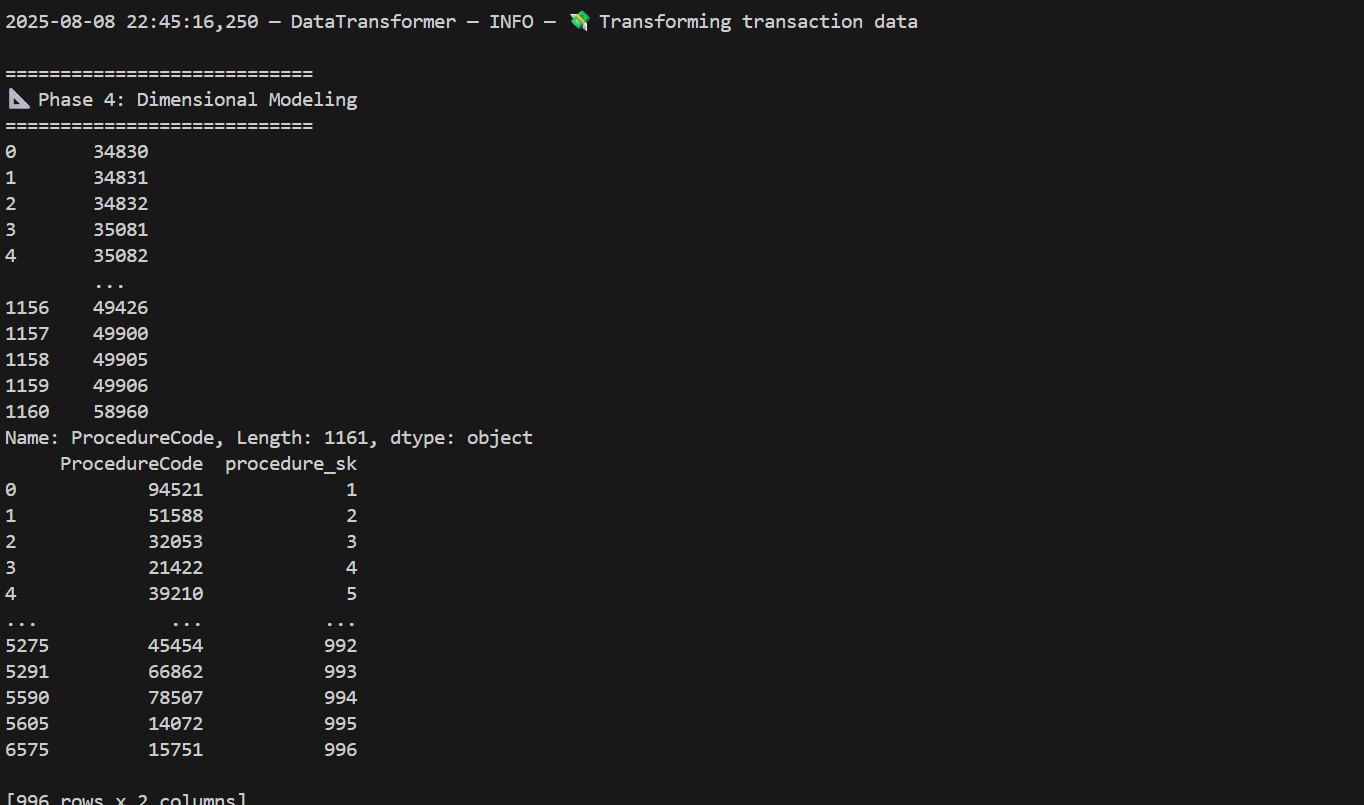 2025-08-08 22:45:16,250 — DataTransformer — INFO — 💸 Transforming transaction data
============================
📐 Phase 4: Dimensional Modeling
============================
0       34830
1       34831
2       34832
3       35081
4       35082
        ...
1156    49426
1157    49900
1158    49905
1159    49906
1160    58960
Name: ProcedureCode, Length: 1161, dtype: object
     ProcedureCode  procedure_sk
0            94521             1
1            51588             2
2            32053             3
3            21422             4
4            39210             5
...            ...           ...
5275         45454           992
5291         66862           993
5590         78507           994
5605         14072           995
6575         15751           996
[996 rows x 2 columns]